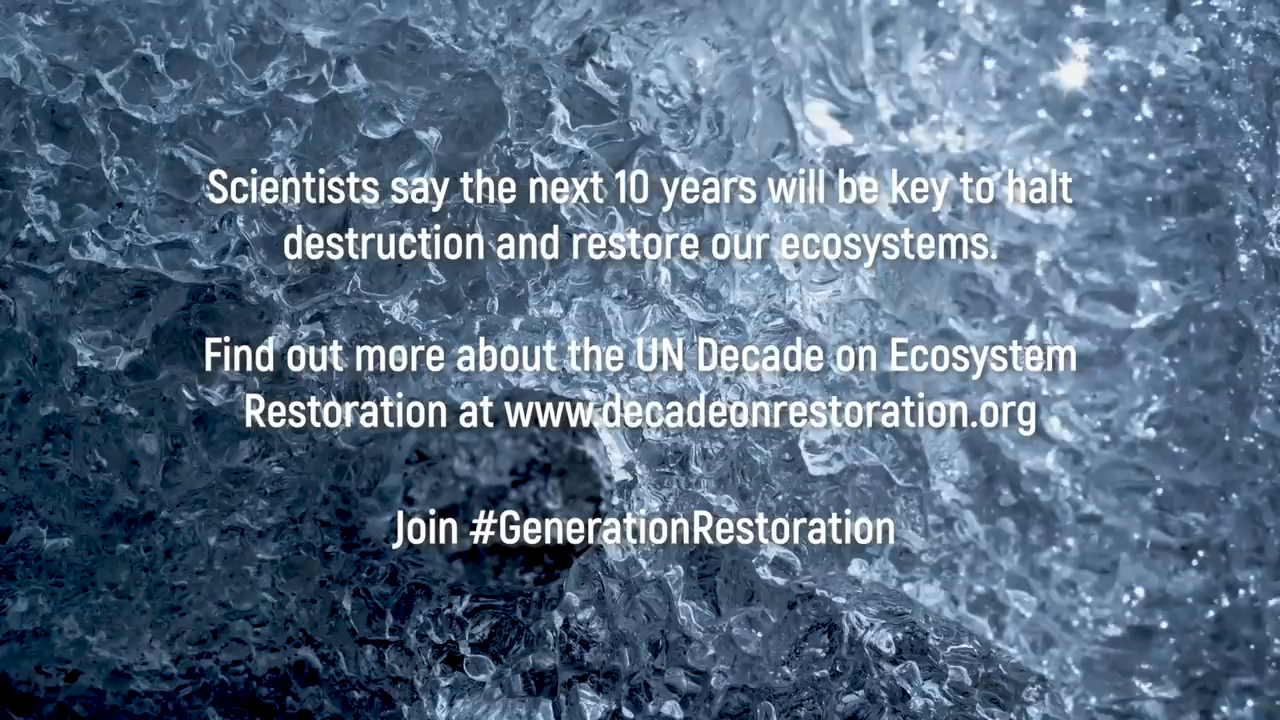 Scientists say the next 10 years will be key to halt
destruction and restore our ecosystems.
Find out more about the UN Decade on Ecosystem
Restoration at www.decadeonrestoration.org
Join #GenerationRestoration